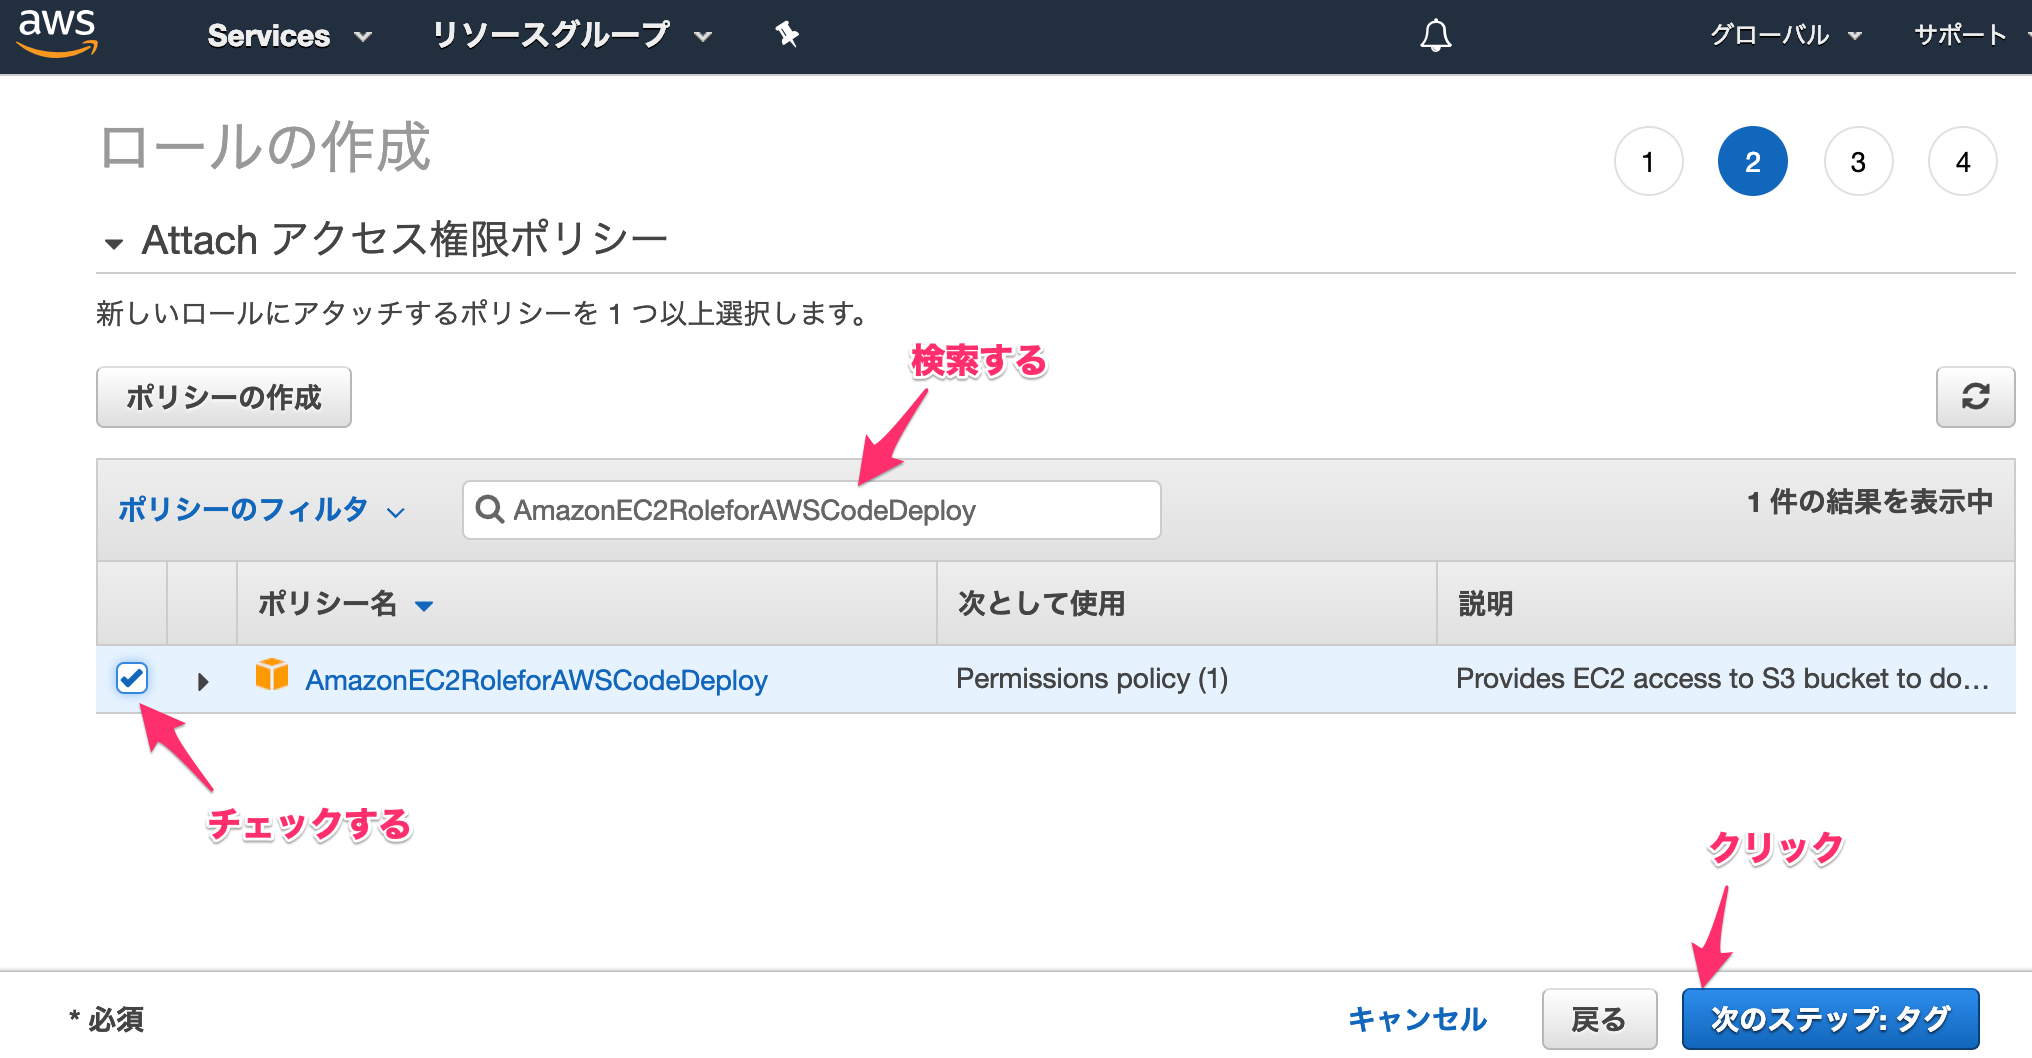 aws Services リソースグループ グローバル サポート
ロールの作成
1 2 3 4
Attach アクセス権限ポリシー
新しいロールにアタッチするポリシーを 1 つ以上選択します。
検索する
ポリシーの作成
ポリシーのフィルタ AmazonEC2RoleforAWSCodeDeploy 1 件の結果を表示中
ポリシー名 次として使用 説明
AmazonEC2RoleforAWSCodeDeploy Permissions policy (1) Provides EC2 access to S3 bucket to do…
チェックする
クリック
* 必須 キャンセル 戻る 次のステップ: タグ